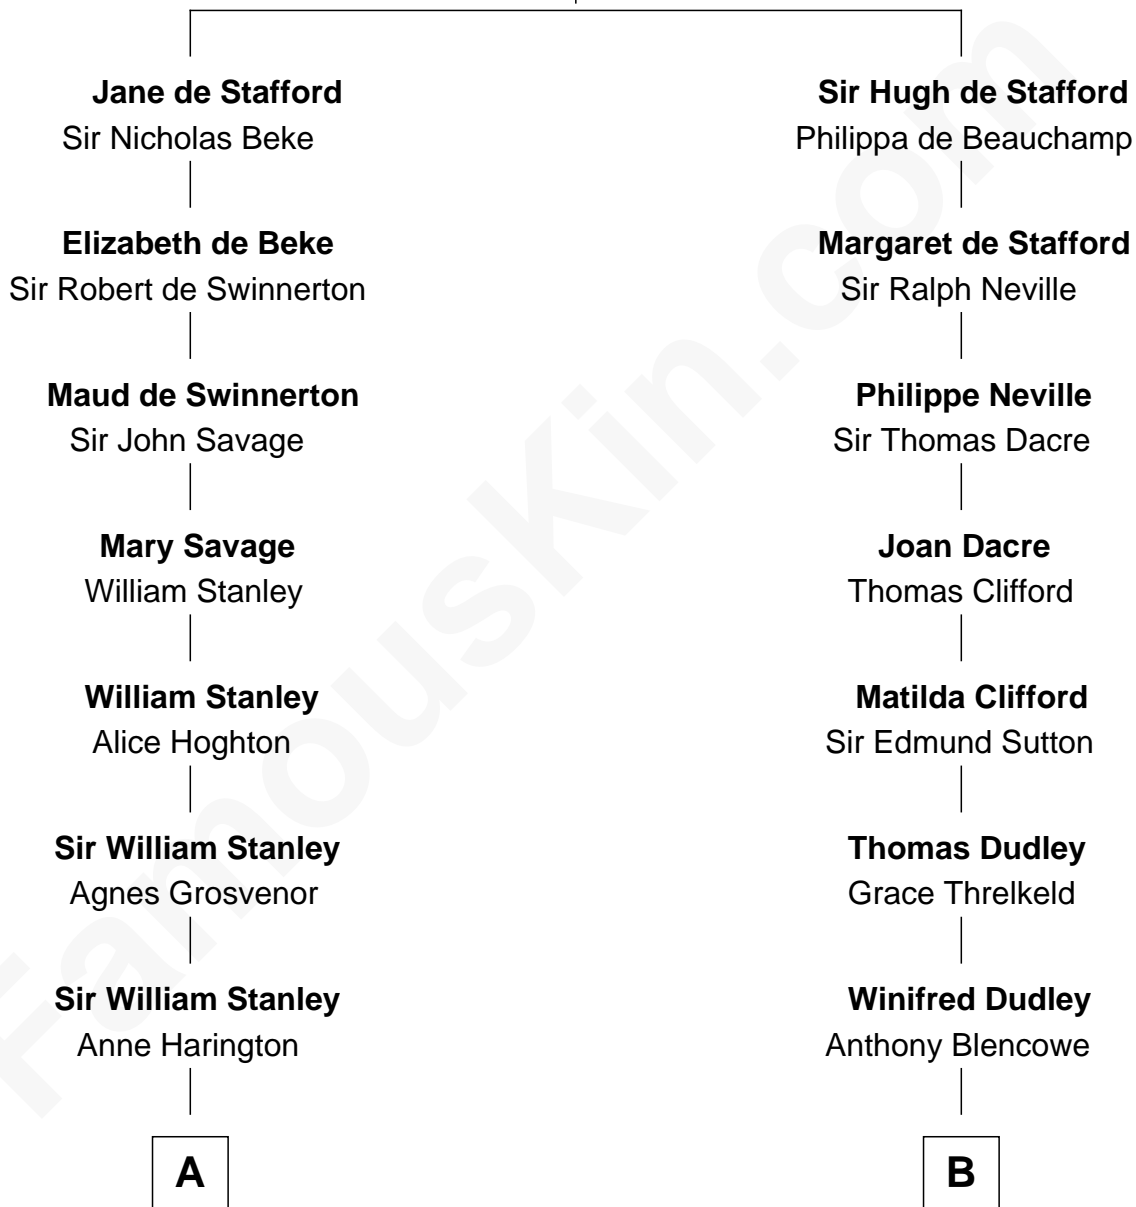 Jane de Stafford
Sir Nicholas Beke
Elizabeth de Beke
Sir Robert de Swinnerton
Maud de Swinnerton
Sir John Savage
Mary Savage
William Stanley
William Stanley
Alice Hoghton
Sir William Stanley
Agnes Grosvenor
Sir William Stanley
Anne Harington
A
Sir Hugh de Stafford
Philippa de Beauchamp
Margaret de Stafford
Sir Ralph Neville
Philippe Neville
Sir Thomas Dacre
Joan Dacre
Thomas Clifford
Matilda Clifford
Sir Edmund Sutton
Thomas Dudley
Grace Threlkeld
Winifred Dudley
Anthony Blencowe
B
FamousKin.com